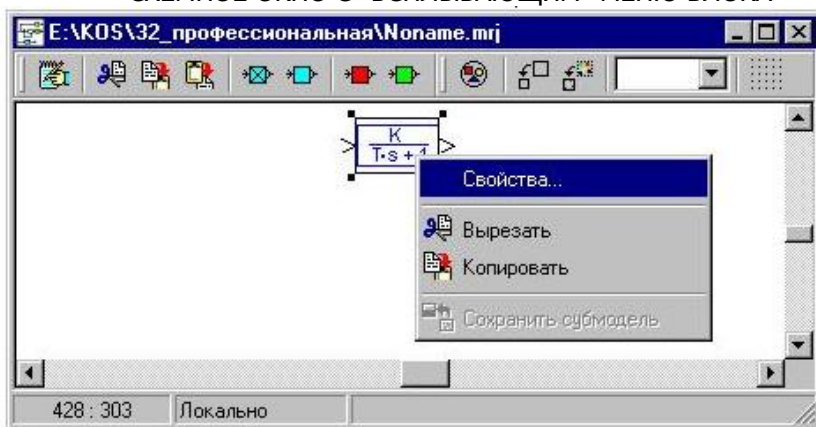 E:\KOS\32_профессиональная\Noname.mrj
K
T·s + 1
Свойства...
Вырезать
Копировать
Сохранить субмодель
428 : 303 Локально